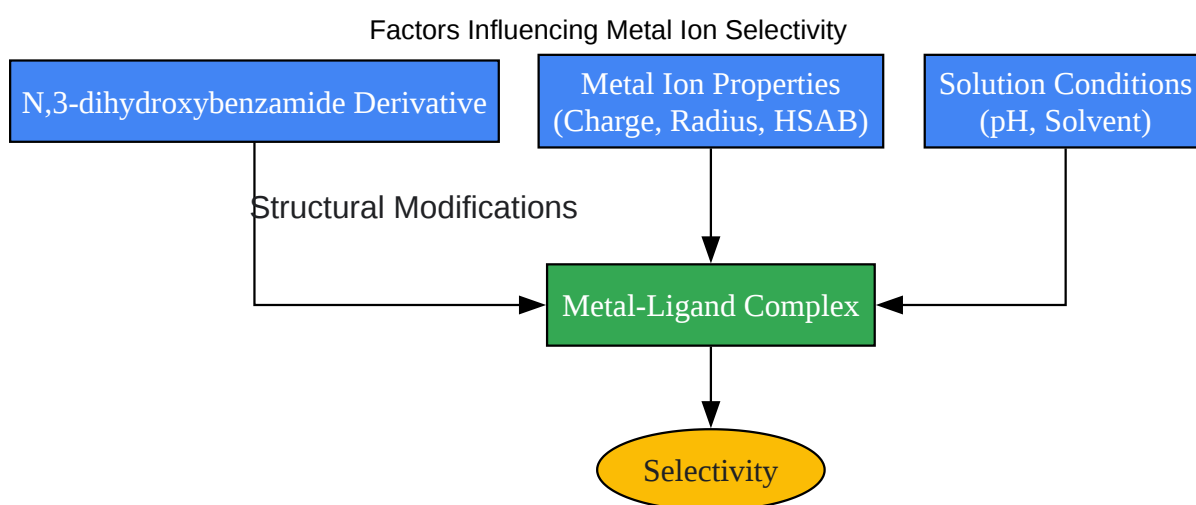 Factors Influencing Metal Ion Selectivity
N,3-dihydroxybenzamide Derivative
Metal Ion Properties
(Charge, Radius, HSAB)
Solution Conditions
(pH, Solvent)
Structural Modifications
Metal-Ligand Complex
Selectivity